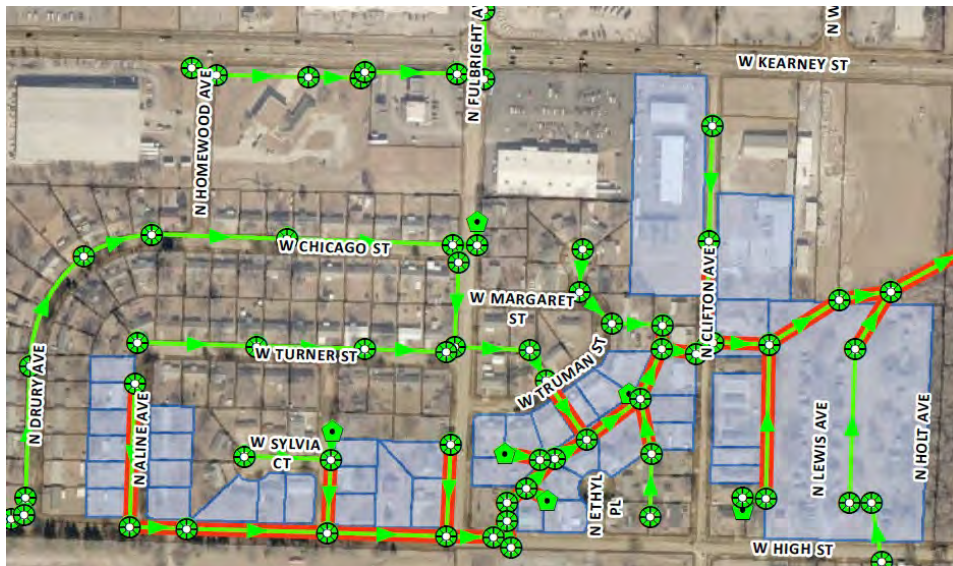 W KEARNEY ST
N FULBRIGHT AV
N W
N HOMEWOOD AVE
W CHICAGO ST
N CLIFTON AVE
W MARGARET
ST
W TURNER ST
W TRUMAN ST
N DRURY AVE
N ALINE AVE
W SYLVIA
CT
N LEWIS AVE
N HOLT AVE
N ETHYL
PL
W HIGH ST